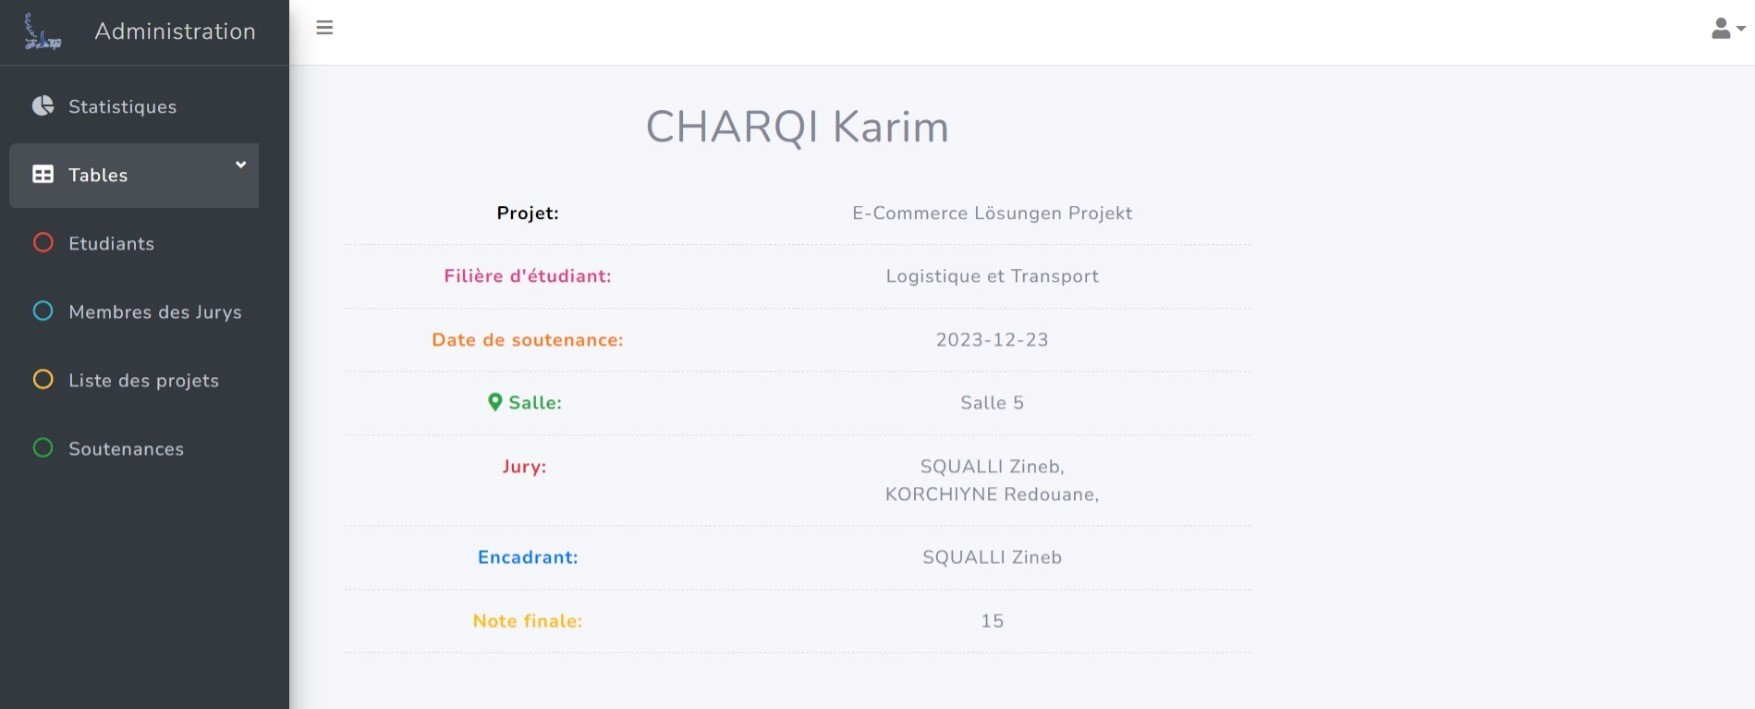 Administration
Statistiques
Tables
Etudiants
Membres des Jurys
Liste des projets
Soutenances
CHARQI Karim
Projet: E-Commerce Lösungen Projekt
Filière d'étudiant: Logistique et Transport
Date de soutenance: 2023-12-23
Salle: Salle 5
Jury: SQUALLI Zineb,
KORCHIYNE Redouane,
Encadrant: SQUALLI Zineb
Note finale: 15